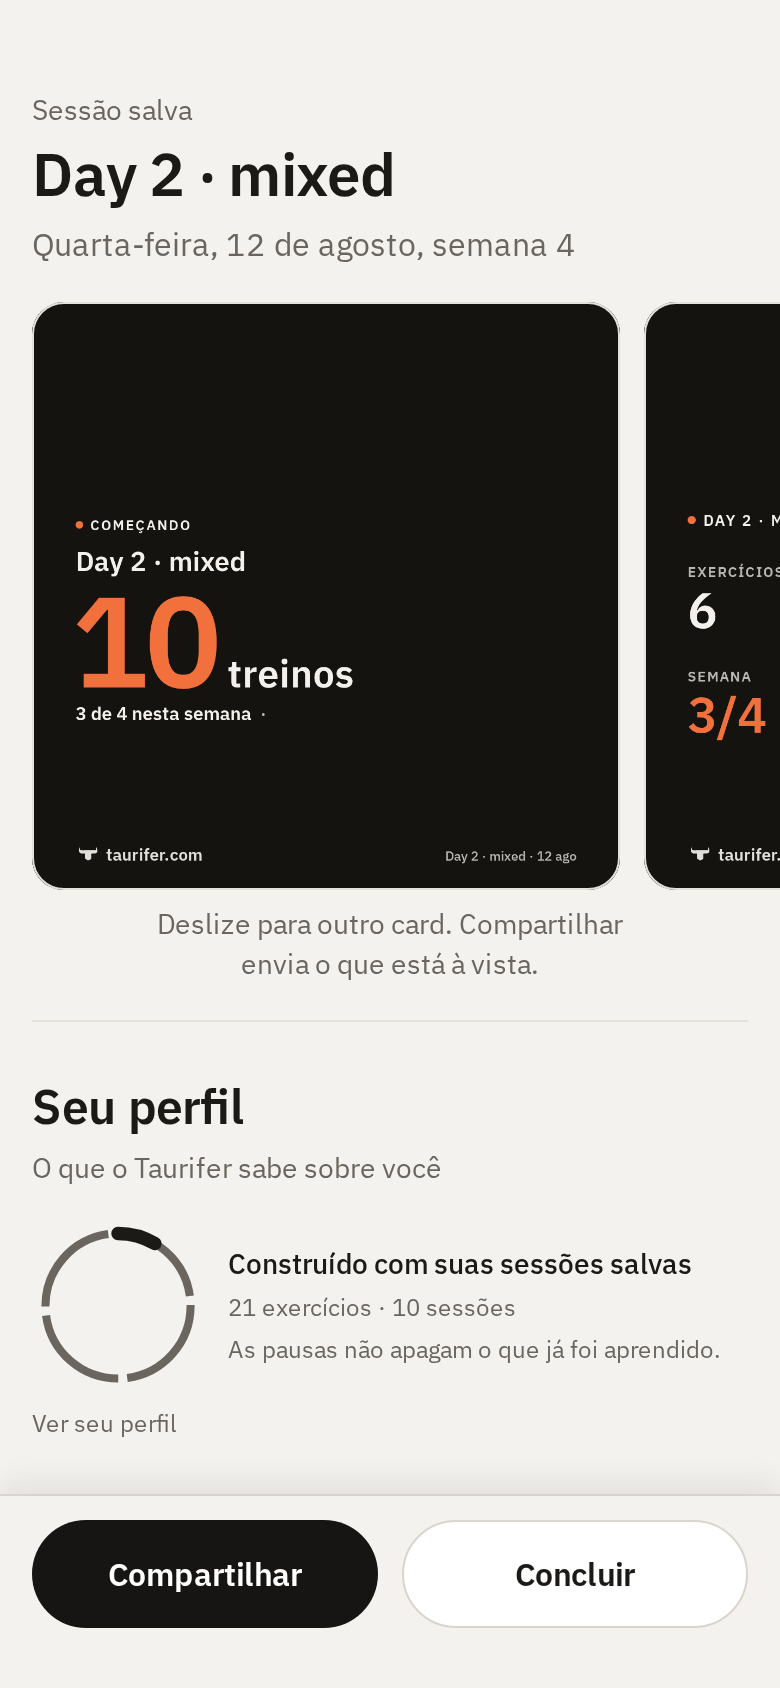 Sessão salva
Day 2 · mixed
Quarta-feira, 12 de agosto, semana 4
COMEÇANDO
Day 2 · mixed
10 treinos
3 de 4 nesta semana ·
taurifer.com
Day 2 · mixed · 12 ago
DAY 2 · M
EXERCÍCIOS
6
SEMANA
3/4
taurifer.
Deslize para outro card. Compartilhar
envia o que está à vista.
Seu perfil
O que o Taurifer sabe sobre você
Construído com suas sessões salvas
21 exercícios · 10 sessões
As pausas não apagam o que já foi aprendido.
Ver seu perfil
Compartilhar
Concluir